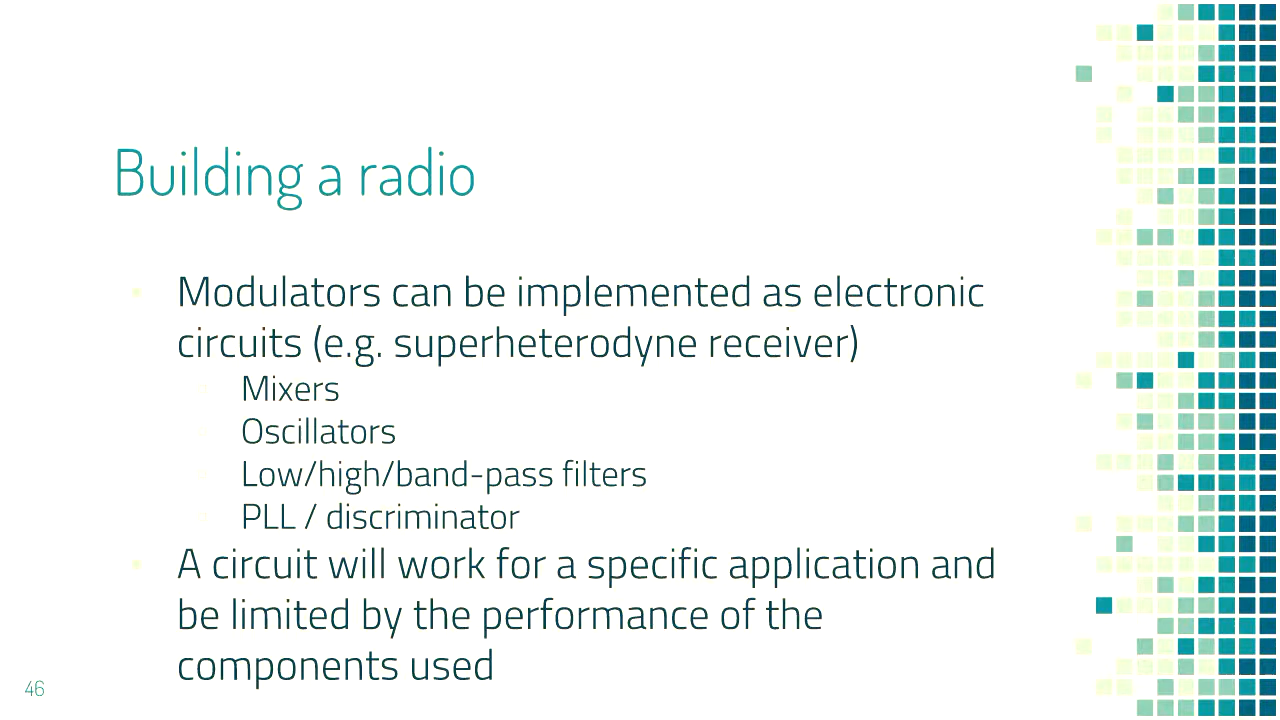 Building a radio
Modulators can be implemented as electronic
circuits (e.g. superheterodyne receiver)
Mixers
Oscillators
Low/high/band-pass filters
PLL / discriminator
A circuit will work for a specific application and
be limited by the performance of the
components used
46